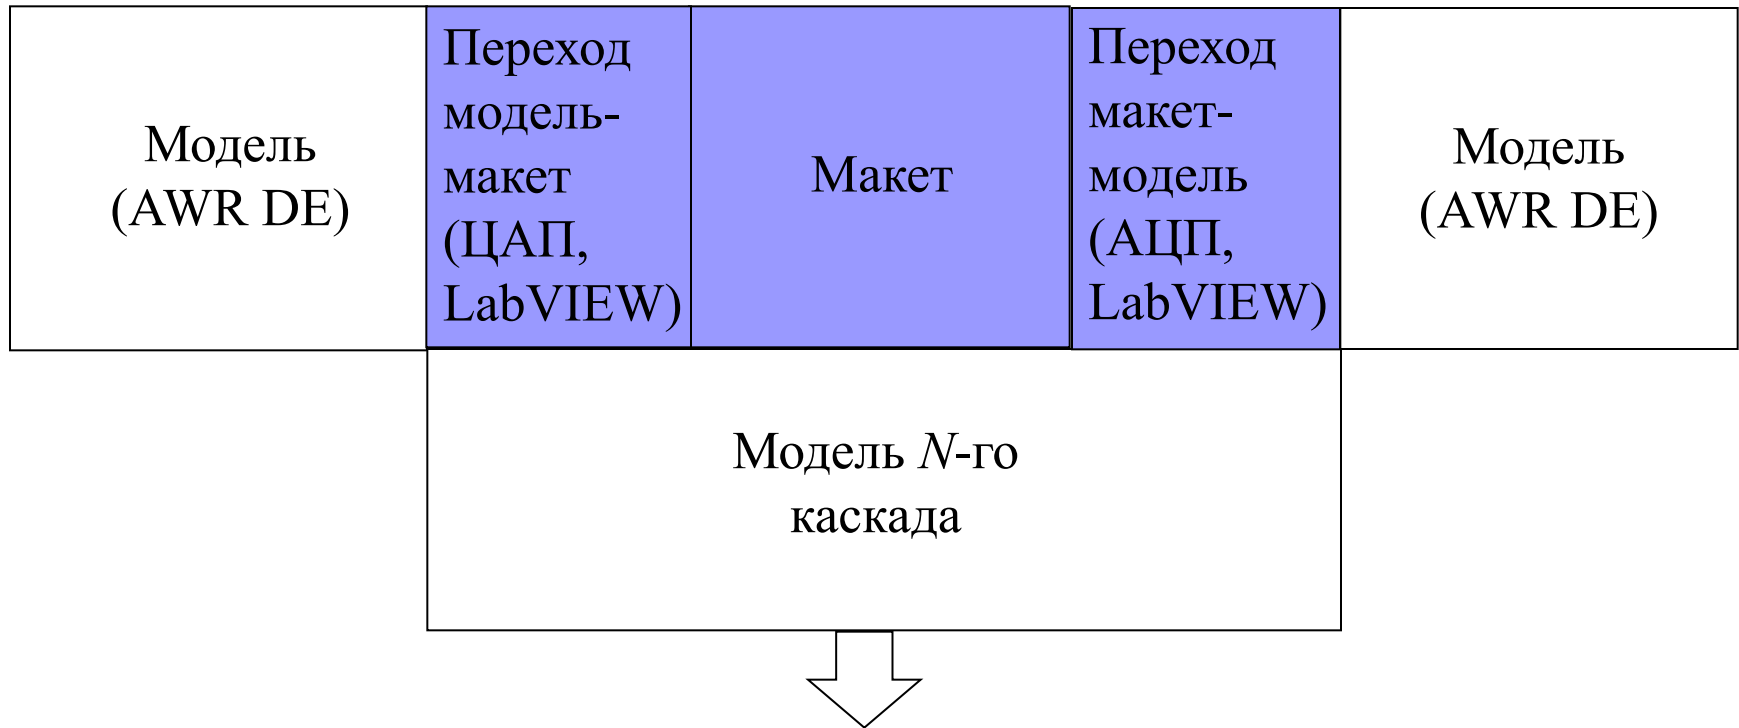 Модель
(AWR DE)
Переход
модель-
макет
(ЦАП,
LabVIEW)
Макет
Переход
макет-
модель
(АЦП,
LabVIEW)
Модель
(AWR DE)
Модель N-го
каскада